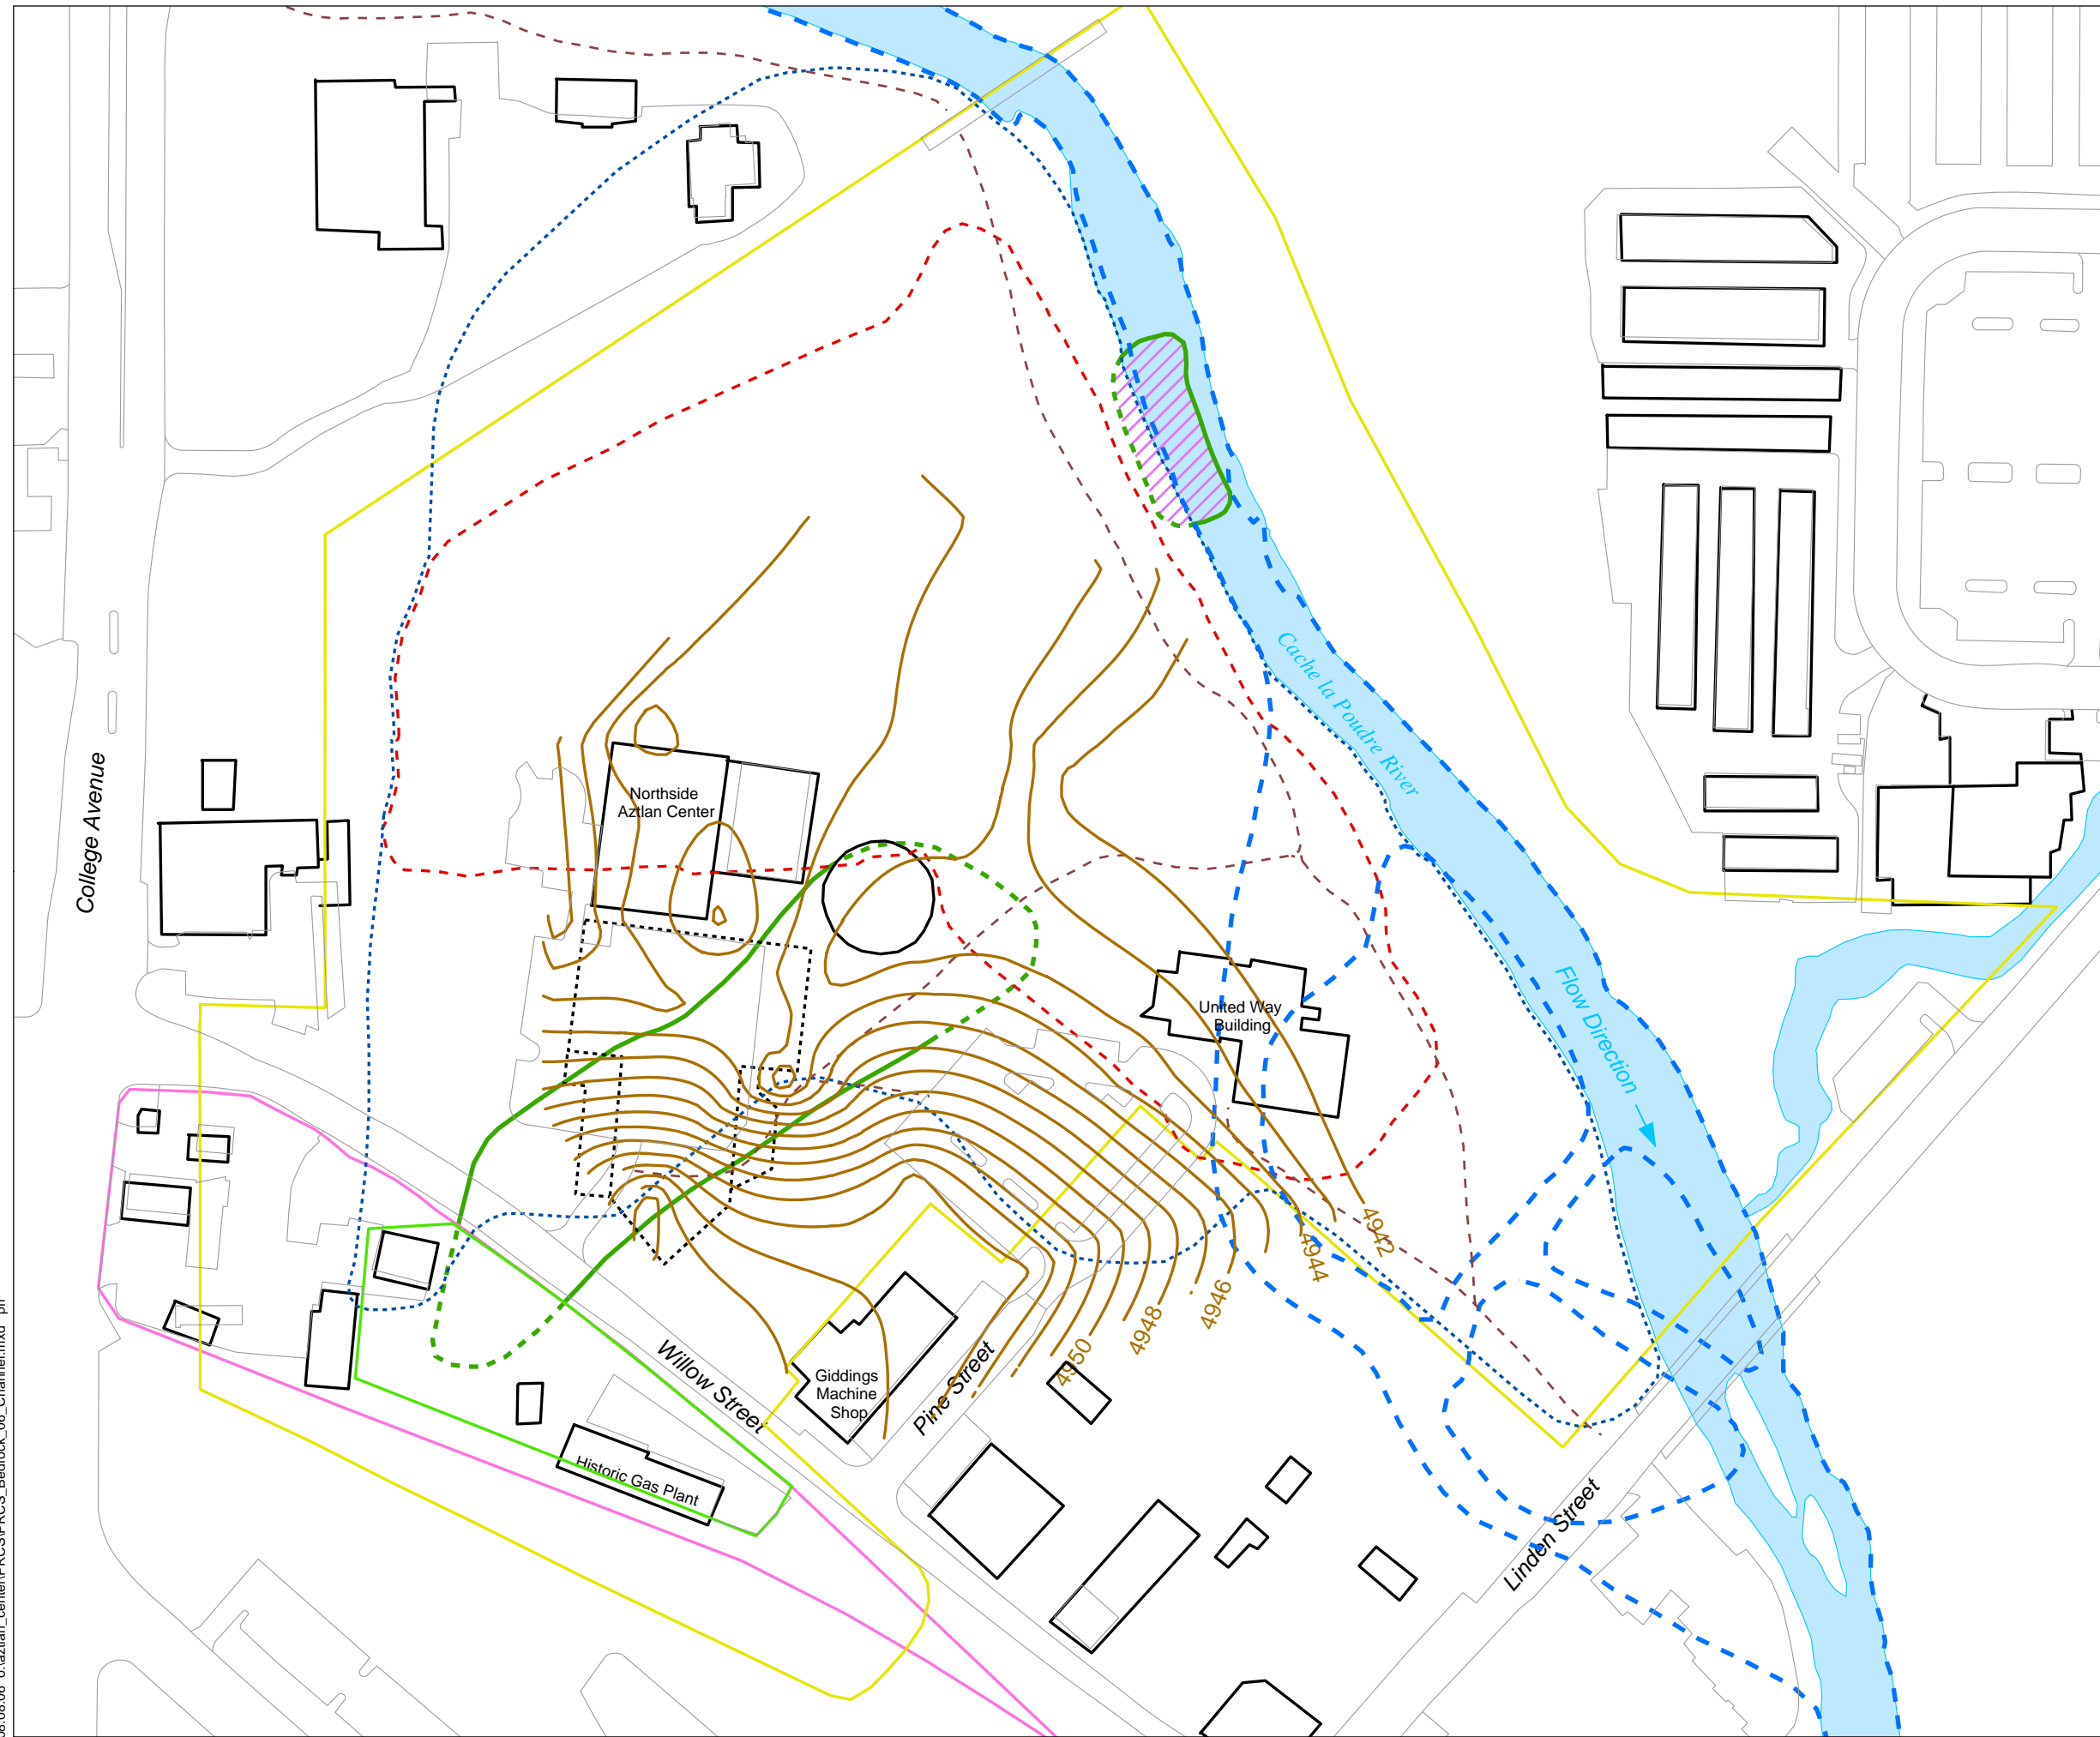 Northside
Aztlan Center
College Avenue
Cache la Poudre River
Flow Direction
United Way
Building
4942
4944
4946
4948
4950
Willow Street
Giddings
Machine
Shop
Pine Street
Historic Gas Plant
Linden Street